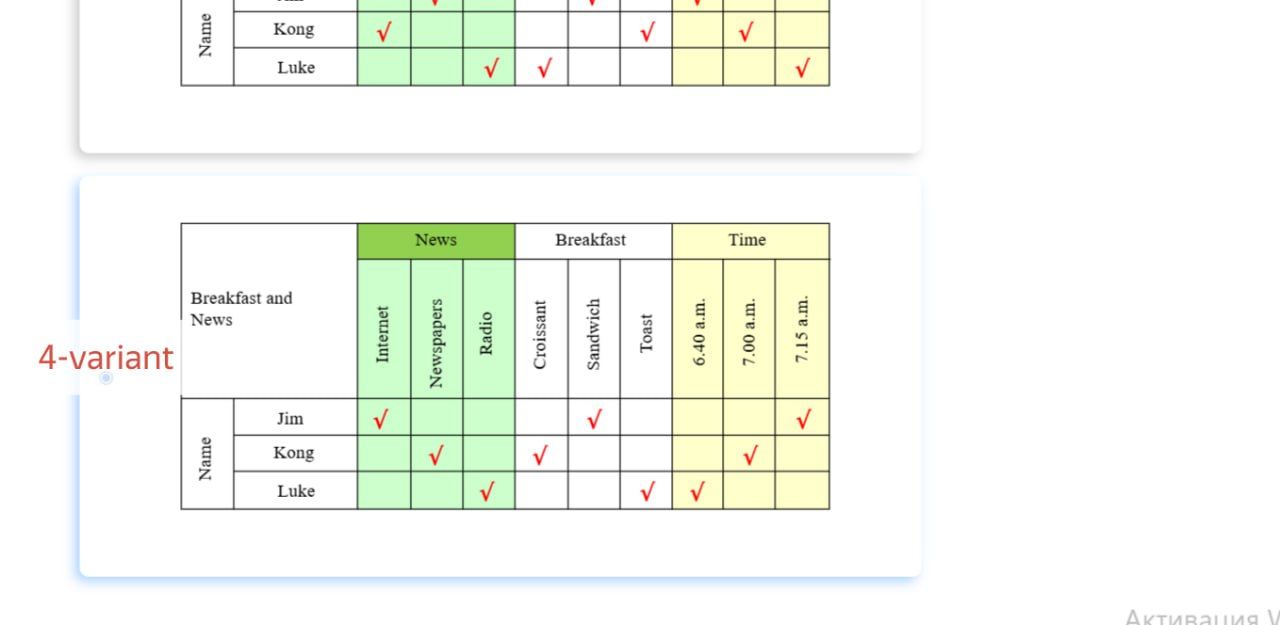 Name
Kong √ √ √
Luke √ √ √
4-variant
Breakfast and
News
News Breakfast Time
Internet Newspapers Radio Croissant Sandwich Toast 6.40 a.m. 7.00 a.m. 7.15 a.m.
Name
Jim √ √ √
Kong √ √ √
Luke √ √ √
Активация